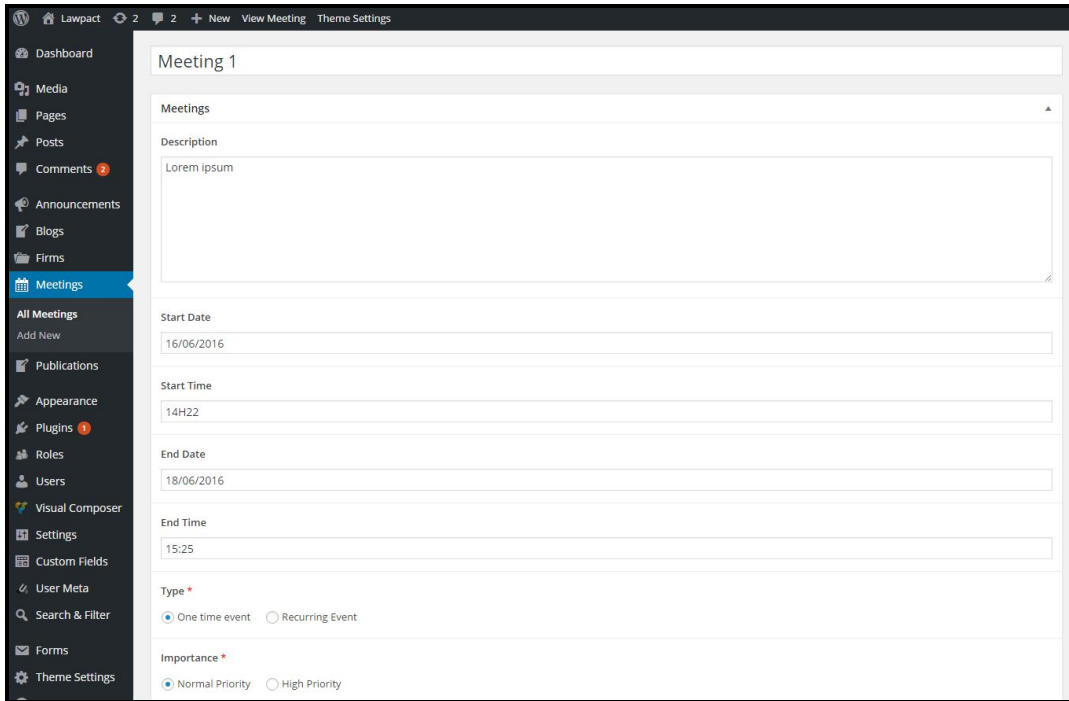 Lawpact 2 2 New View Meeting Theme Settings
Dashboard
Media
Pages
Posts
Comments 2
Announcements
Blogs
Firms
Meetings
All Meetings
Add New
Publications
Appearance
Plugins 1
Roles
Users
Visual Composer
Settings
Custom Fields
User Meta
Search & Filter
Forms
Theme Settings
Meeting 1
Meetings
Description
Lorem ipsum
Start Date
16/06/2016
Start Time
14H22
End Date
18/06/2016
End Time
15:25
Type *
One time event Recurring Event
Importance *
Normal Priority High Priority